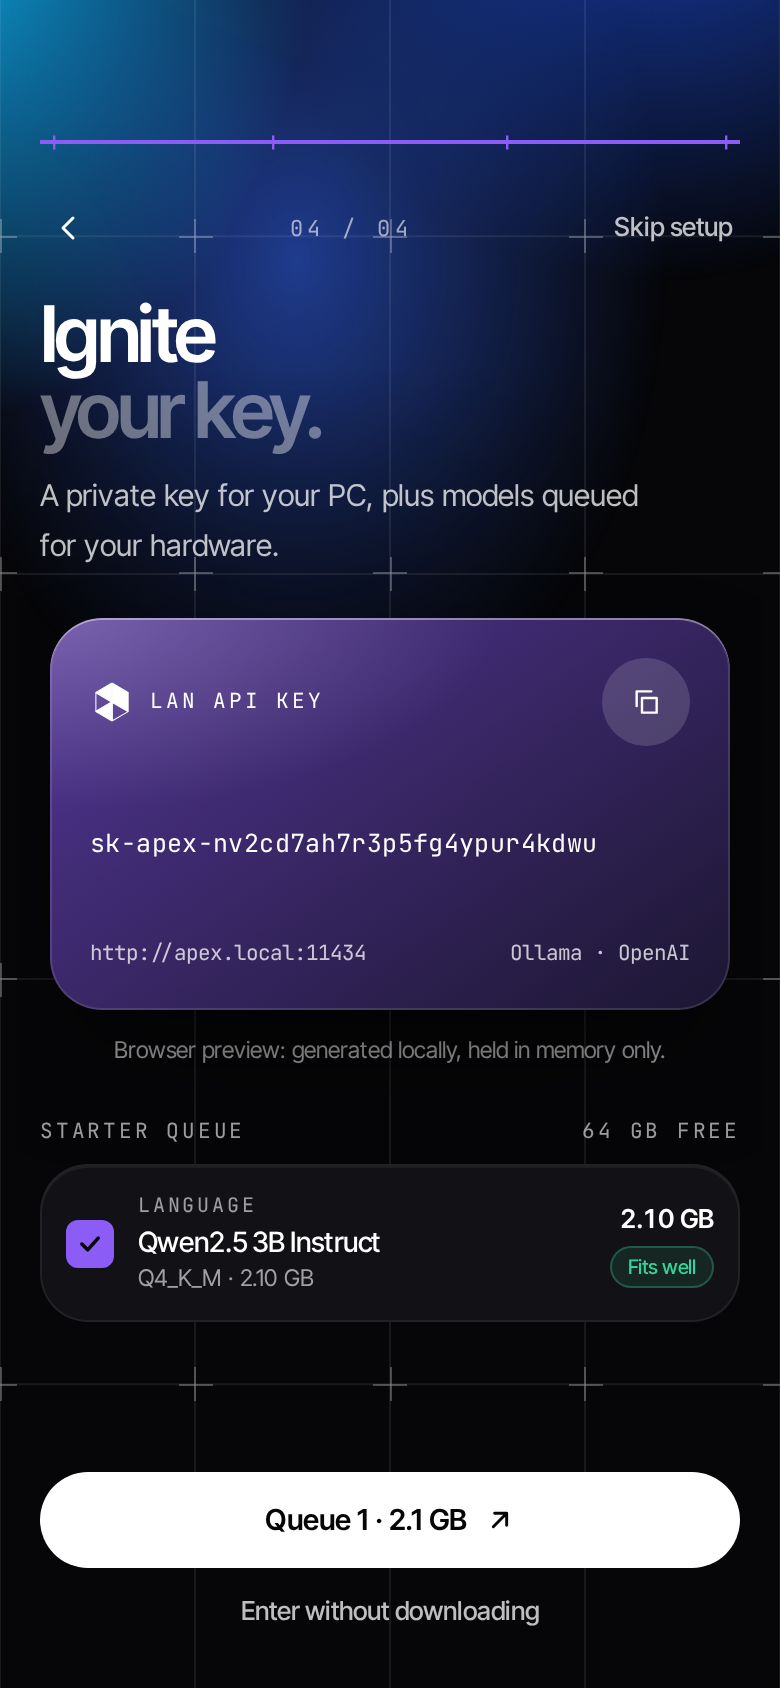 04 / 04
Skip setup
Ignite
your key.
A private key for your PC, plus models queued
for your hardware.
LAN API KEY
sk-apex-nv2cd7ah7r3p5fg4ypur4kdwu
http://apex.local:11434
Ollama · OpenAI
Browser preview: generated locally, held in memory only.
STARTER QUEUE
64 GB FREE
LANGUAGE
Qwen2.5 3B Instruct
Q4_K_M · 2.10 GB
2.10 GB
Fits well
Queue 1 · 2.1 GB
Enter without downloading